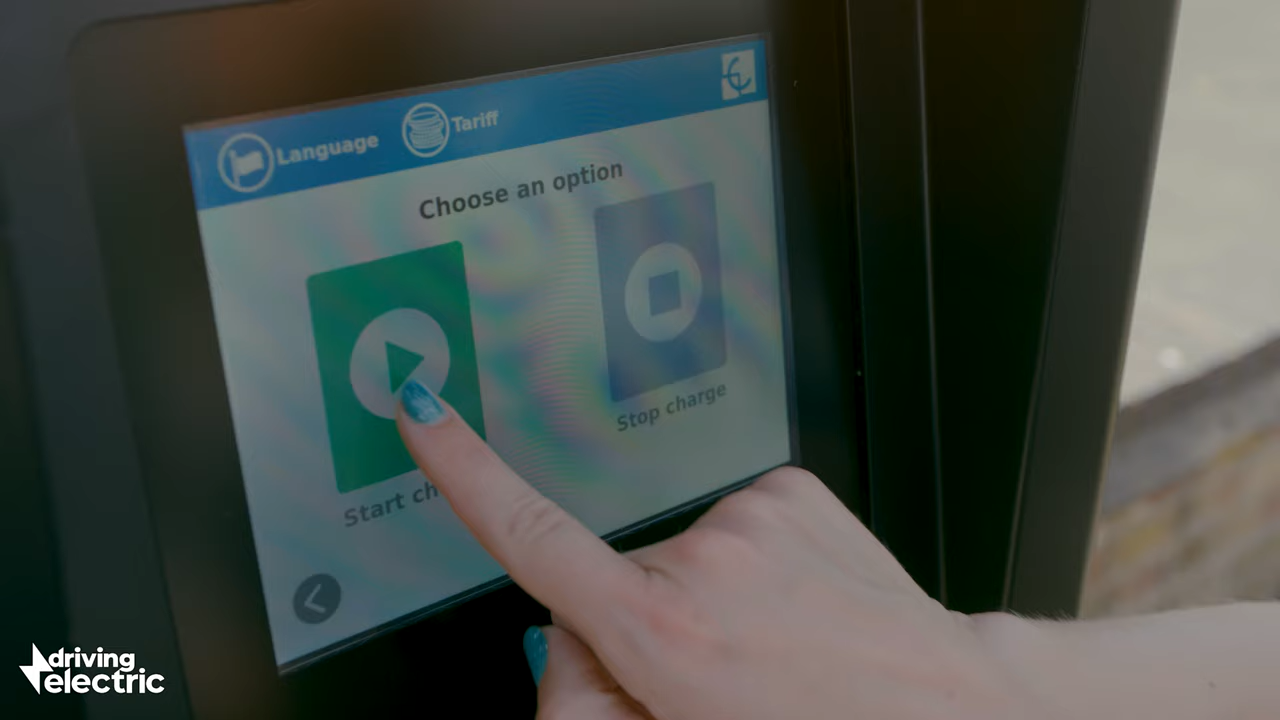 Language
Tariff
Choose an option
Start ch
Stop charge
driving
electric